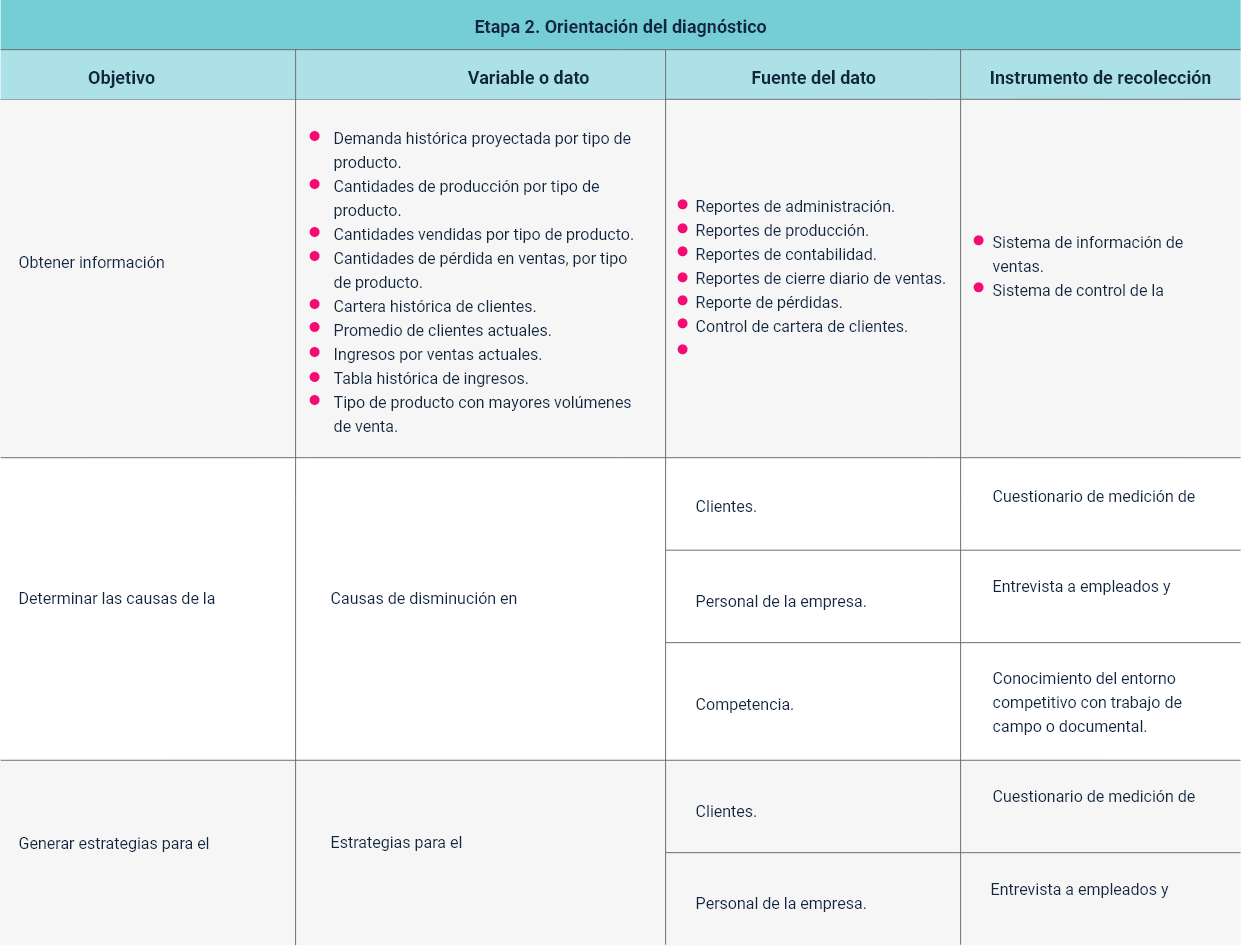 Etapa 2. Orientación del diagnóstico
Objetivo
Variable o dato
Fuente del dato
Instrumento de recolección
Obtener información
Demanda histórica proyectada por tipo de
producto.
Cantidades de producción por tipo de
producto.
Cantidades vendidas por tipo de producto.
Cantidades de pérdida en ventas, por tipo
de producto.
Cartera histórica de clientes.
Promedio de clientes actuales.
Ingresos por ventas actuales.
Tabla histórica de ingresos.
Tipo de producto con mayores volúmenes
de venta.
Reportes de administración.
Reportes de producción.
Reportes de contabilidad.
Reportes de cierre diario de ventas.
Reporte de pérdidas.
Control de cartera de clientes.
Sistema de información de
ventas.
Sistema de control de la
Determinar las causas de la
Causas de disminución en
Clientes.
Cuestionario de medición de
Personal de la empresa.
Entrevista a empleados y
Competencia.
Conocimiento del entorno
competitivo con trabajo de
campo o documental.
Generar estrategias para el
Estrategias para el
Clientes.
Cuestionario de medición de
Personal de la empresa.
Entrevista a empleados y